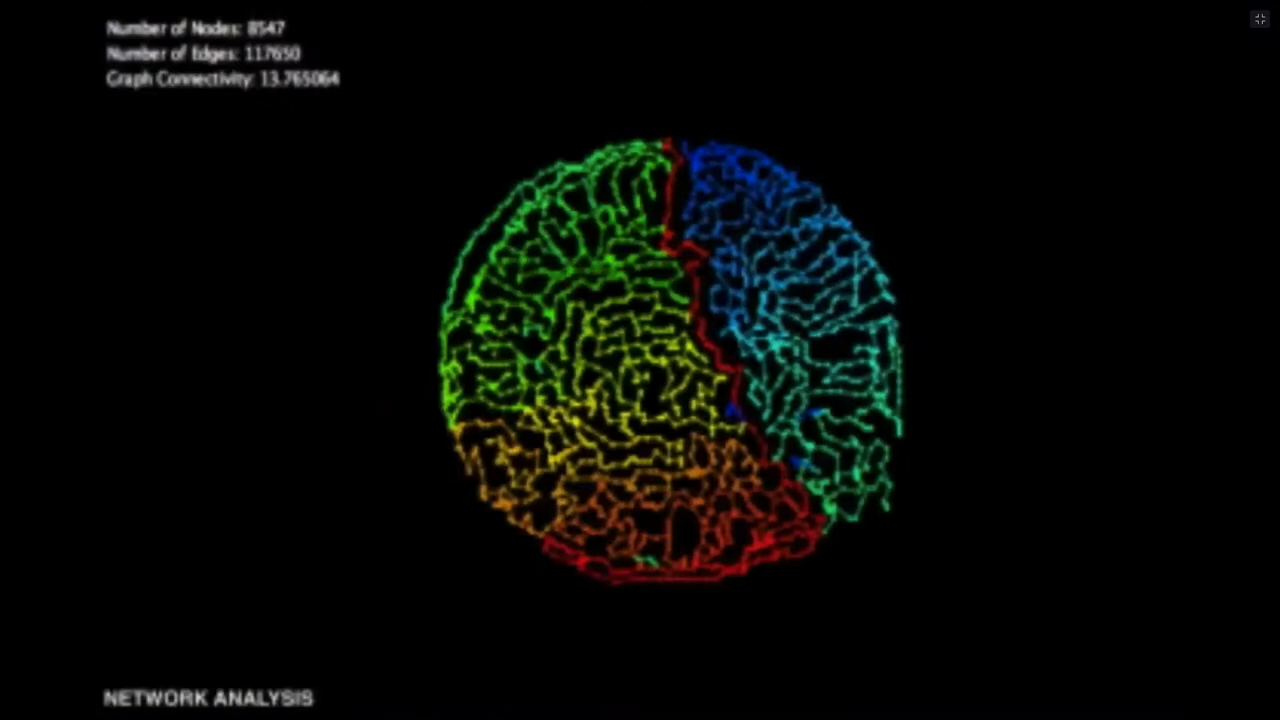 Number of Nodes: 8547
Number of Edges: 117650
Graph Connectivity: 13.765064
NETWORK ANALYSIS